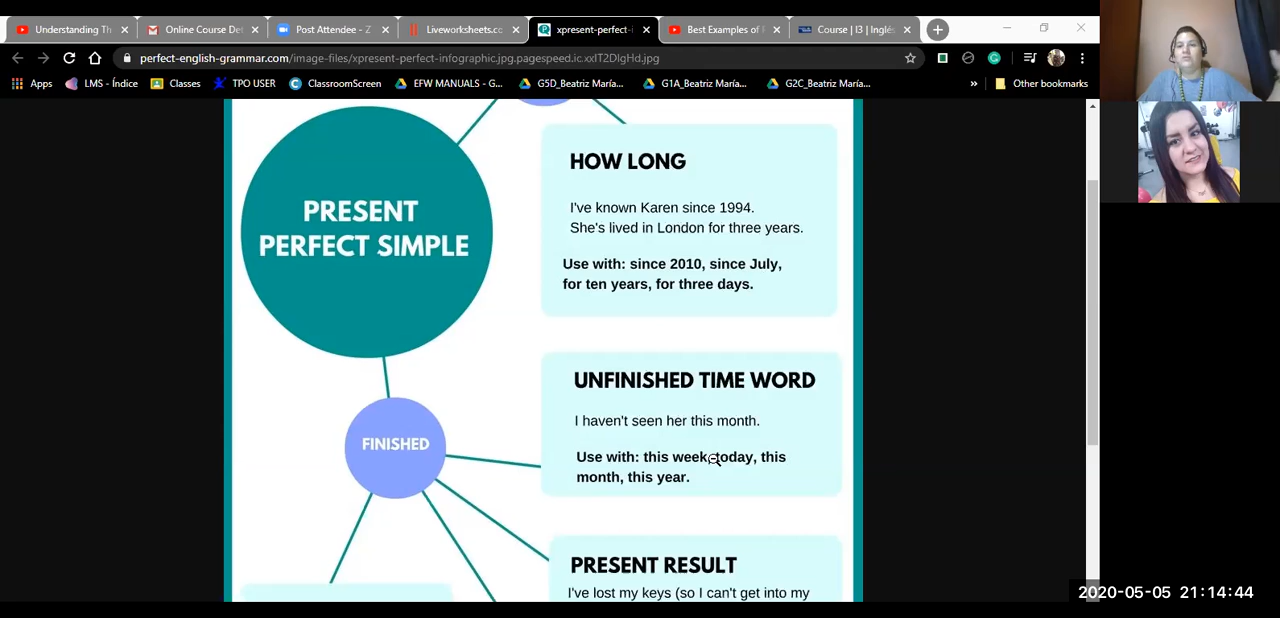 Understanding Th
Online Course Det
Post Attendee - Z
Liveworksheets.co
xpresent-perfect-i
Best Examples of F
Course | I3 | Inglés
perfect-english-grammar.com/image-files/xpresent-perfect-infographic.jpg.pagespeed.ic.xxIT2DlgHd.jpg
Apps
LMS - Índice
Classes
TPO USER
ClassroomScreen
EFW MANUALS - G...
G5D_Beatriz María...
G1A_Beatriz María...
G2C_Beatriz María...
»
Other bookmarks
PRESENT
PERFECT SIMPLE
HOW LONG
I've known Karen since 1994.
She's lived in London for three years.
Use with: since 2010, since July,
for ten years, for three days.
FINISHED
UNFINISHED TIME WORD
I haven't seen her this month.
Use with: this week, today, this
month, this year.
PRESENT RESULT
I've lost my keys (so I can't get into my
2020-05-05 21:14:44